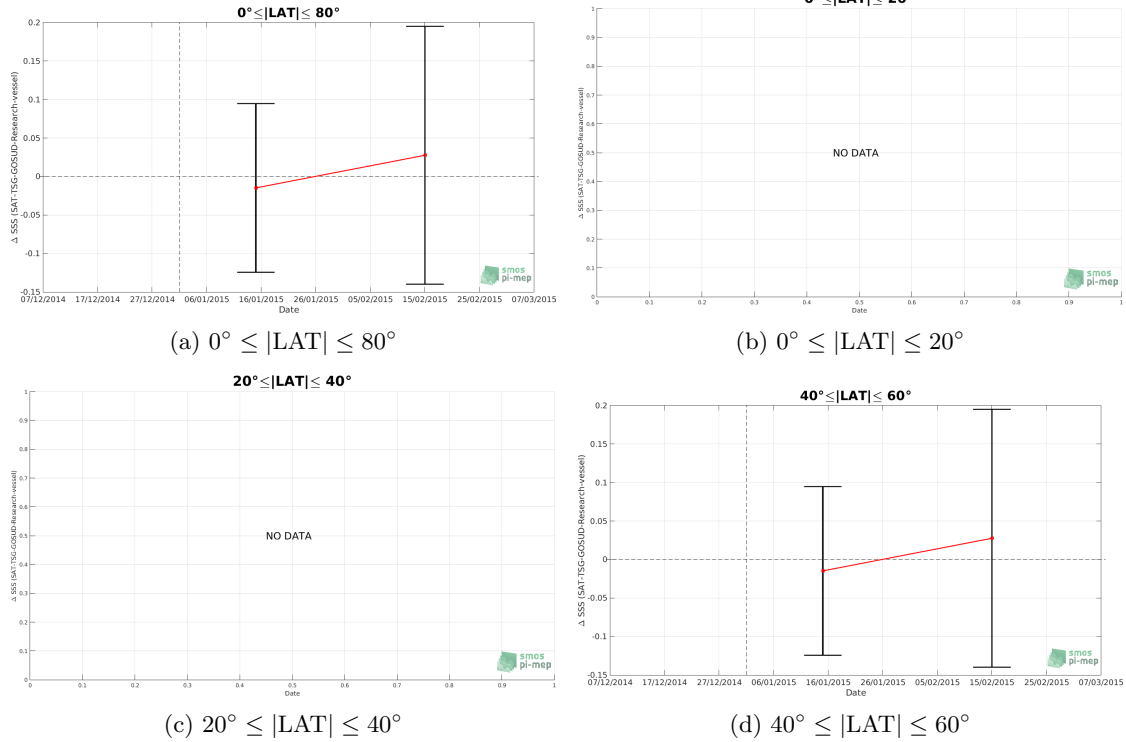 0°≤|LAT|≤ 80°
0.2
0.15
0.1
0.05
0
-0.05
-0.1
-0.15
Δ SSS (SAT-TSG-GOSUD-Research-vessel)
smos
pi-mep
07/12/2014 17/12/2014 27/12/2014 06/01/2015 16/01/2015 26/01/2015 05/02/2015 15/02/2015 25/02/2015 07/03/2015
Date
(a) 0° ≤ |LAT| ≤ 80°
0°≤|LAT|≤ 20°
1
0.9
0.8
0.7
0.6
0.5
0.4
0.3
0.2
0.1
0
Δ SSS (SAT-TSG-GOSUD-Research-vessel)
NO DATA
smos
pi-mep
0 0.1 0.2 0.3 0.4 0.5 0.6 0.7 0.8 0.9 1
Date
(b) 0° ≤ |LAT| ≤ 20°
20°≤|LAT|≤ 40°
1
0.9
0.8
0.7
0.6
0.5
0.4
0.3
0.2
0.1
0
Δ SSS (SAT-TSG-GOSUD-Research-vessel)
NO DATA
smos
pi-mep
0 0.1 0.2 0.3 0.4 0.5 0.6 0.7 0.8 0.9 1
Date
(c) 20° ≤ |LAT| ≤ 40°
40°≤|LAT|≤ 60°
0.2
0.15
0.1
0.05
0
-0.05
-0.1
-0.15
Δ SSS (SAT-TSG-GOSUD-Research-vessel)
smos
pi-mep
07/12/2014 17/12/2014 27/12/2014 06/01/2015 16/01/2015 26/01/2015 05/02/2015 15/02/2015 25/02/2015 07/03/2015
Date
(d) 40° ≤ |LAT| ≤ 60°